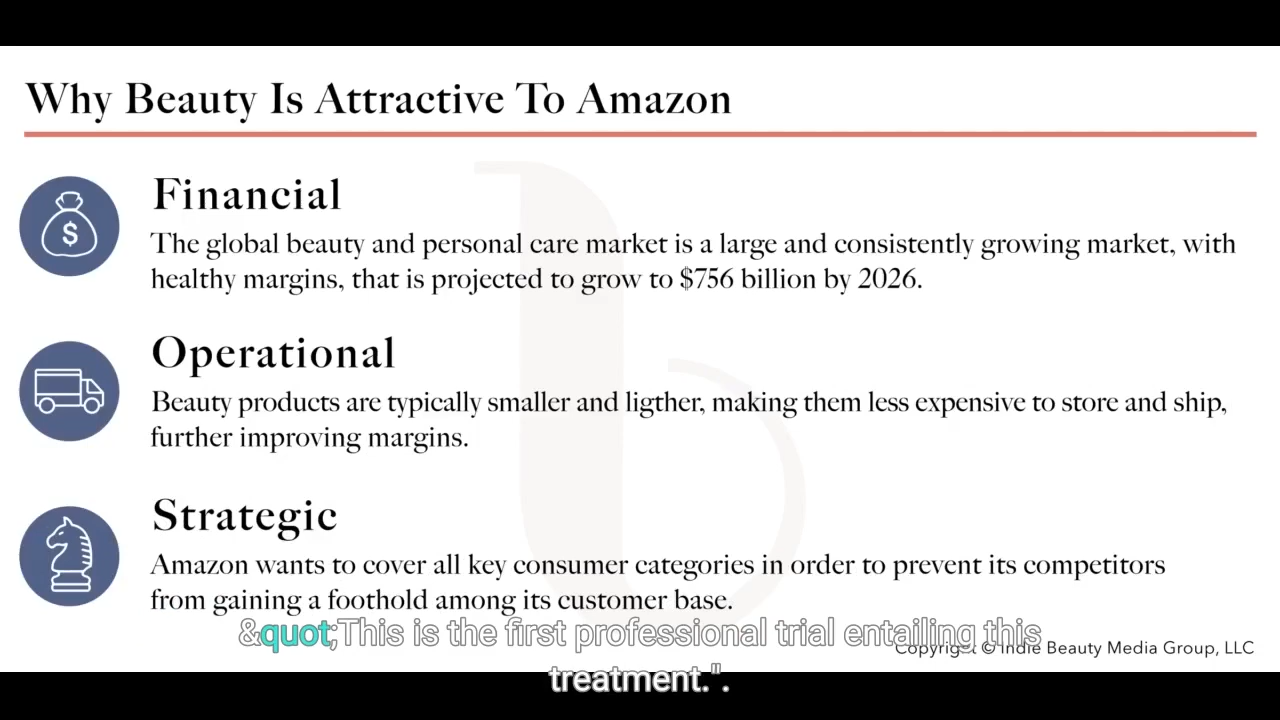 Why Beauty Is Attractive To Amazon
Financial
The global beauty and personal care market is a large and consistently growing market, with
healthy margins, that is projected to grow to $756 billion by 2026.
Operational
Beauty products are typically smaller and ligther, making them less expensive to store and ship,
further improving margins.
Strategic
Amazon wants to cover all key consumer categories in order to prevent its competitors
from gaining a foothold among its customer base.
&quot;This is the first professional trial entailing this
treatment.".
Copyright © Indie Beauty Media Group, LLC